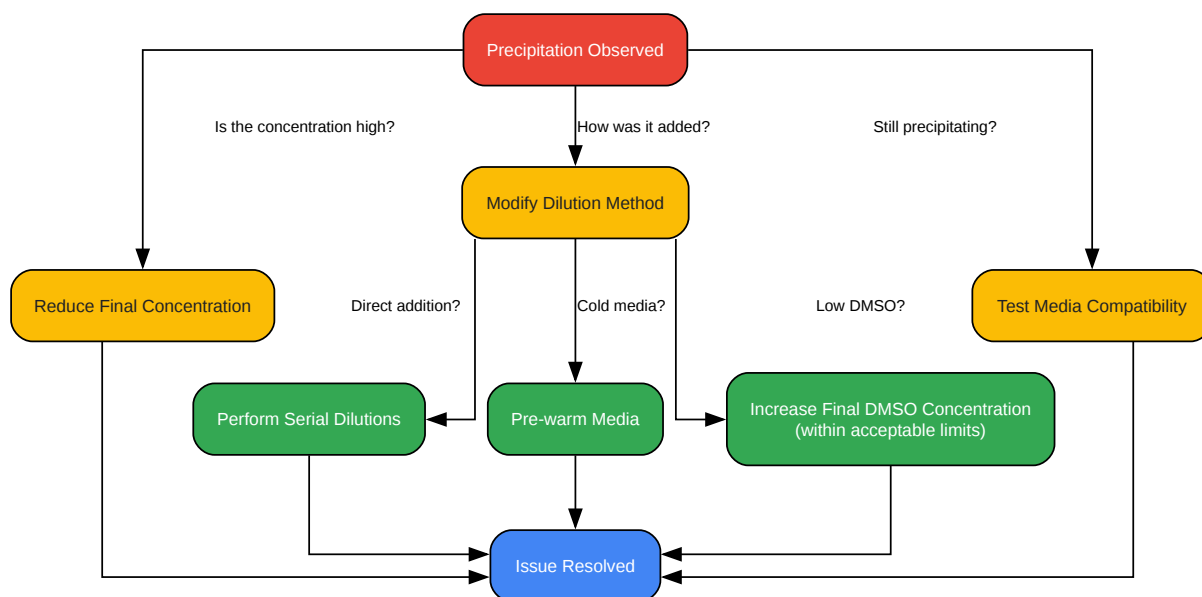 Precipitation Observed
Is the concentration high?
How was it added?
Still precipitating?
Modify Dilution Method
Reduce Final Concentration
Direct addition?
Cold media?
Low DMSO?
Test Media Compatibility
Perform Serial Dilutions
Pre-warm Media
Increase Final DMSO Concentration
(within acceptable limits)
Issue Resolved